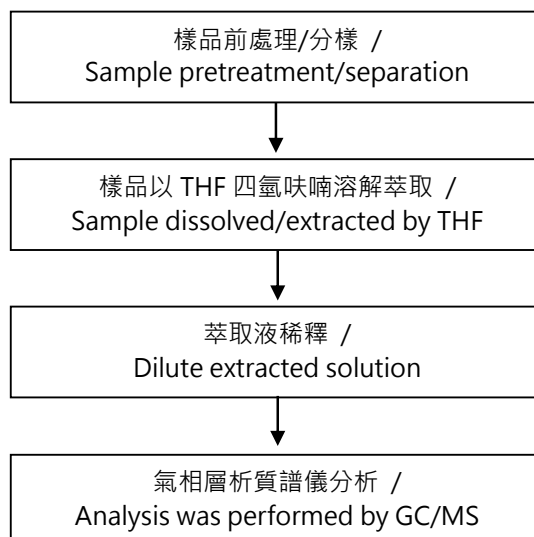 樣品前處理/分樣 /
Sample pretreatment/separation
樣品以 THF 四氫呋喃溶解萃取 /
Sample dissolved/extracted by THF
萃取液稀釋 /
Dilute extracted solution
氣相層析質譜儀分析 /
Analysis was performed by GC/MS